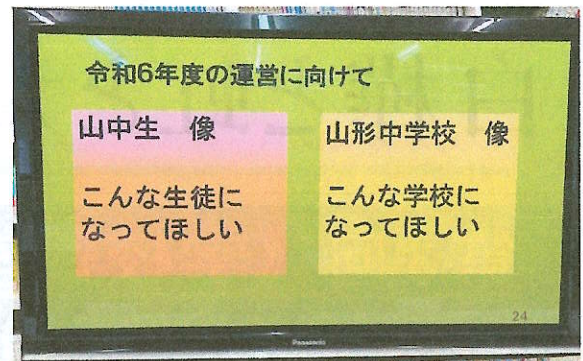 令和6年度の運営に向けて
山中生 像
こんな生徒に
なってほしい
山形中学校 像
こんな学校に
なってほしい
24
Panasonic